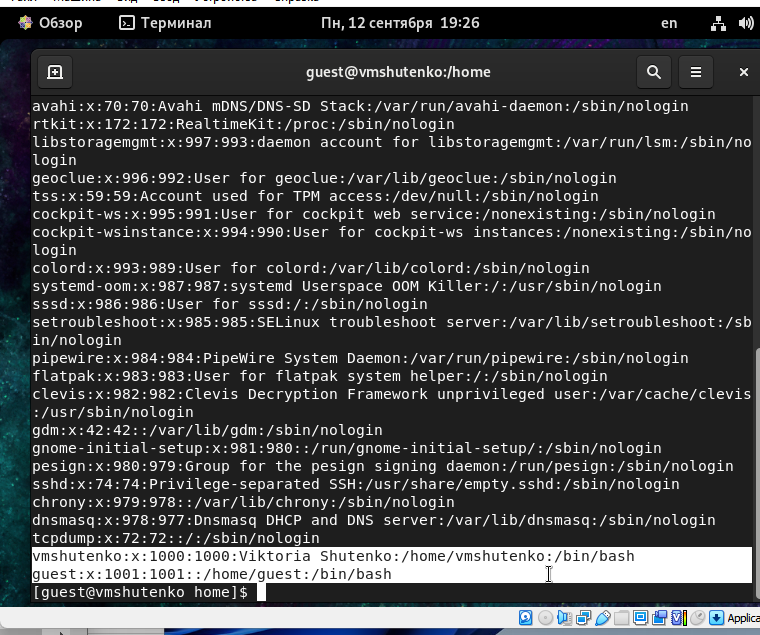 Обзор Терминал Пн, 12 сентября 19:26 en
guest@vmshutenko:/home
avahi:x:70:70:Avahi mDNS/DNS-SD Stack:/var/run/avahi-daemon:/sbin/nologin
rtkit:x:172:172:RealtimeKit:/proc:/sbin/nologin
libstoragemgmt:x:997:993:daemon account for libstoragemgmt:/var/run/lsm:/sbin/no
login
geoclue:x:996:992:User for geoclue:/var/lib/geoclue:/sbin/nologin
tss:x:59:59:Account used for TPM access:/dev/null:/sbin/nologin
cockpit-ws:x:995:991:User for cockpit web service:/nonexisting:/sbin/nologin
cockpit-wsinstance:x:994:990:User for cockpit-ws instances:/nonexisting:/sbin/no
login
colord:x:993:989:User for colord:/var/lib/colord:/sbin/nologin
systemd-oom:x:987:987:systemd Userspace OOM Killer:/:/usr/sbin/nologin
sssd:x:986:986:User for sssd:/:/sbin/nologin
setroubleshoot:x:985:985:SELinux troubleshoot server:/var/lib/setroubleshoot:/sb
in/nologin
pipewire:x:984:984:PipeWire System Daemon:/var/run/pipewire:/sbin/nologin
flatpak:x:983:983:User for flatpak system helper:/:/sbin/nologin
clevis:x:982:982:Clevis Decryption Framework unprivileged user:/var/cache/clevis
:/usr/sbin/nologin
gdm:x:42:42::/var/lib/gdm:/sbin/nologin
gnome-initial-setup:x:981:980::/run/gnome-initial-setup/:/sbin/nologin
pesign:x:980:979:Group for the pesign signing daemon:/run/pesign:/sbin/nologin
sshd:x:74:74:Privilege-separated SSH:/usr/share/empty.sshd:/sbin/nologin
chrony:x:979:978::/var/lib/chrony:/sbin/nologin
dnsmasq:x:978:977:Dnsmasq DHCP and DNS server:/var/lib/dnsmasq:/sbin/nologin
tcpdump:x:72:72::/:/sbin/nologin
vmshutenko:x:1000:1000:Viktoria Shutenko:/home/vmshutenko:/bin/bash
guest:x:1001:1001::/home/guest:/bin/bash
[guest@vmshutenko home]$
Applica